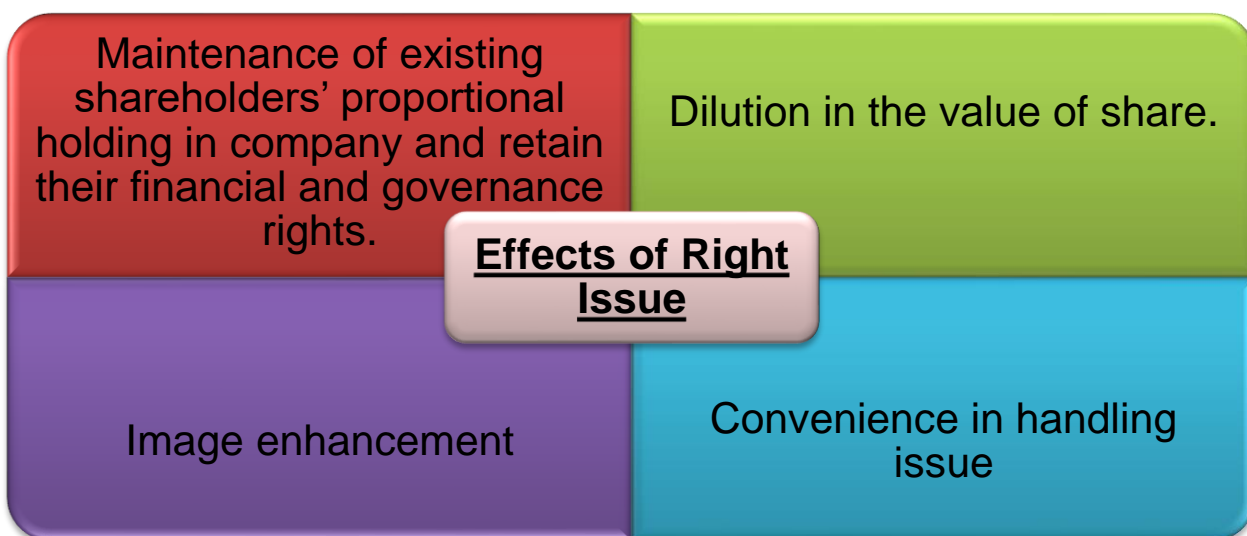 Maintenance of existing
shareholders’ proportional
holding in company and retain
their financial and governance
rights.
Dilution in the value of share.
Effects of Right
Issue
Image enhancement
Convenience in handling
issue